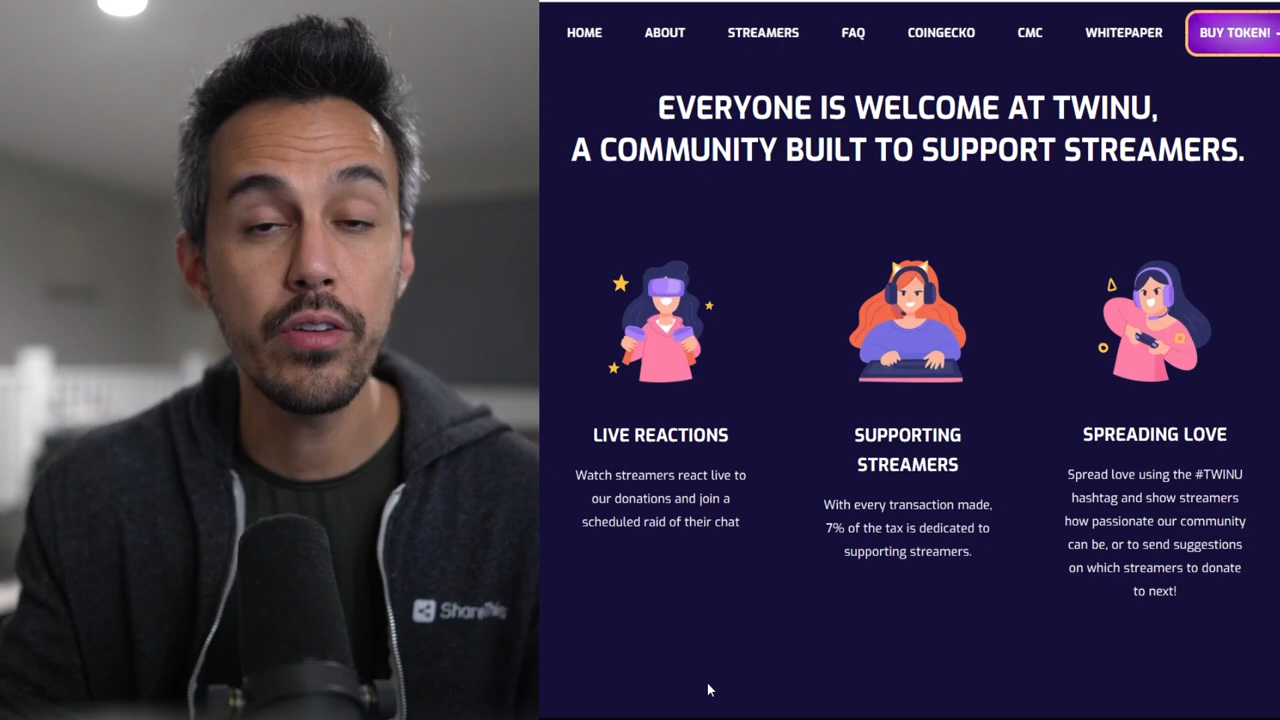 HOME ABOUT STREAMERS FAQ COINGECKO CMC WHITEPAPER BUY TOKEN!
EVERYONE IS WELCOME AT TWINU,
A COMMUNITY BUILT TO SUPPORT STREAMERS.
LIVE REACTIONS
Watch streamers react live to
our donations and join a
scheduled raid of their chat
SUPPORTING
STREAMERS
With every transaction made,
7% of the tax is dedicated to
supporting streamers.
SPREADING LOVE
Spread love using the #TWINU
hashtag and show streamers
how passionate our community
can be, or to send suggestions
on which streamers to donate
to next!
ShareThis